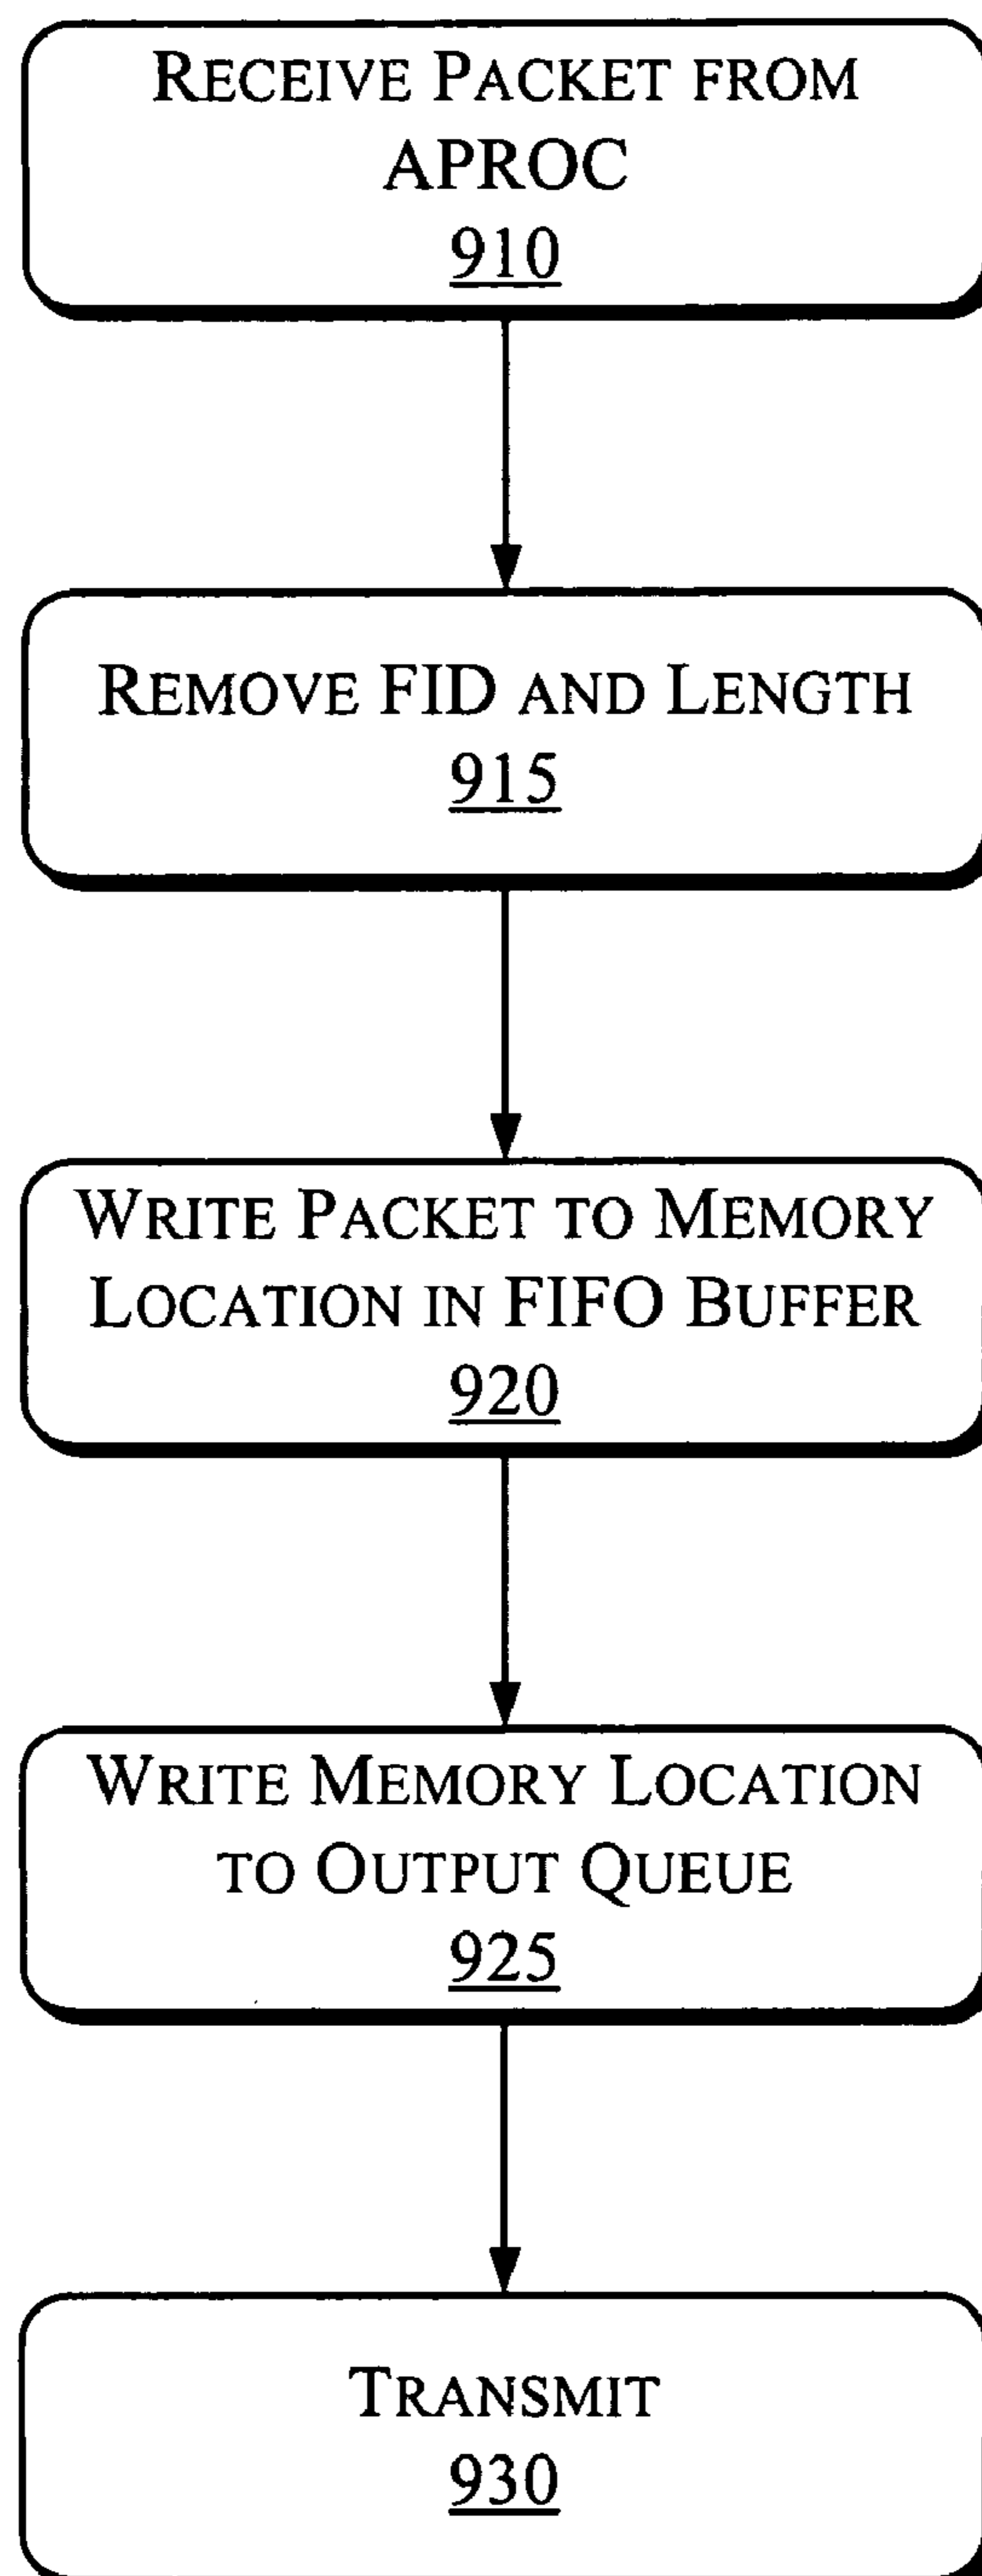 RECEIVE PACKET FROM
APROC
910
REMOVE FID AND LENGTH
915
WRITE PACKET TO MEMORY
LOCATION IN FIFO BUFFER
920
WRITE MEMORY LOCATION
TO OUTPUT QUEUE
925
TRANSMIT
930